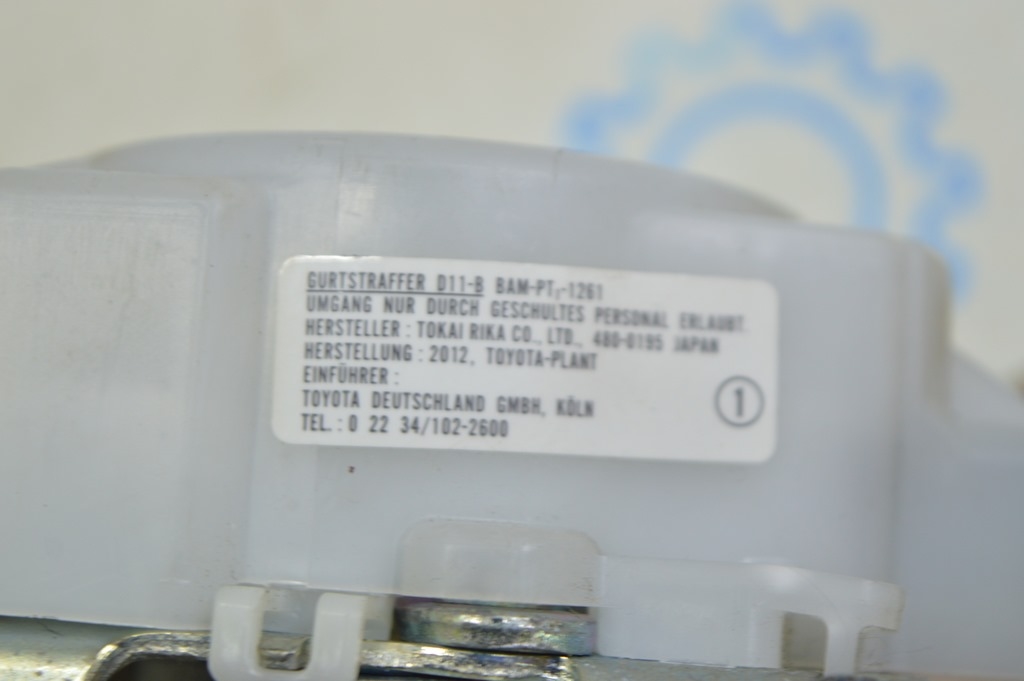 GURTSTRAFFER D11-B BAM-PT₁-1261
UMGANG NUR DURCH GESCHULTES PERSONAL ERLAUBT.
HERSTELLER : TOKAI RIKA CO., LTD., 480-0195 JAPAN
HERSTELLUNG : 2012, TOYOTA-PLANT
EINFÜHRER :
TOYOTA DEUTSCHLAND GMBH, KÖLN
TEL. : 0 22 34/102-2600
1